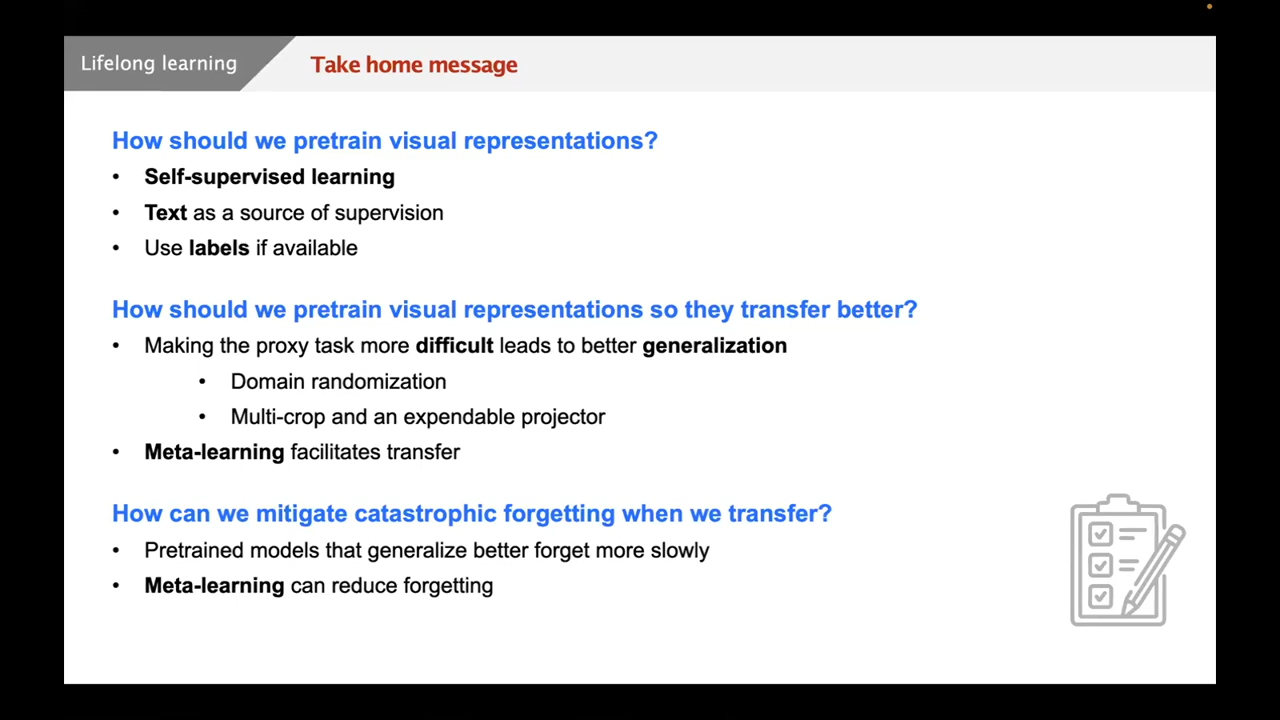 Lifelong learning
Take home message
How should we pretrain visual representations?
• Self-supervised learning
• Text as a source of supervision
• Use labels if available
How should we pretrain visual representations so they transfer better?
• Making the proxy task more difficult leads to better generalization
• Domain randomization
• Multi-crop and an expendable projector
• Meta-learning facilitates transfer
How can we mitigate catastrophic forgetting when we transfer?
• Pretrained models that generalize better forget more slowly
• Meta-learning can reduce forgetting